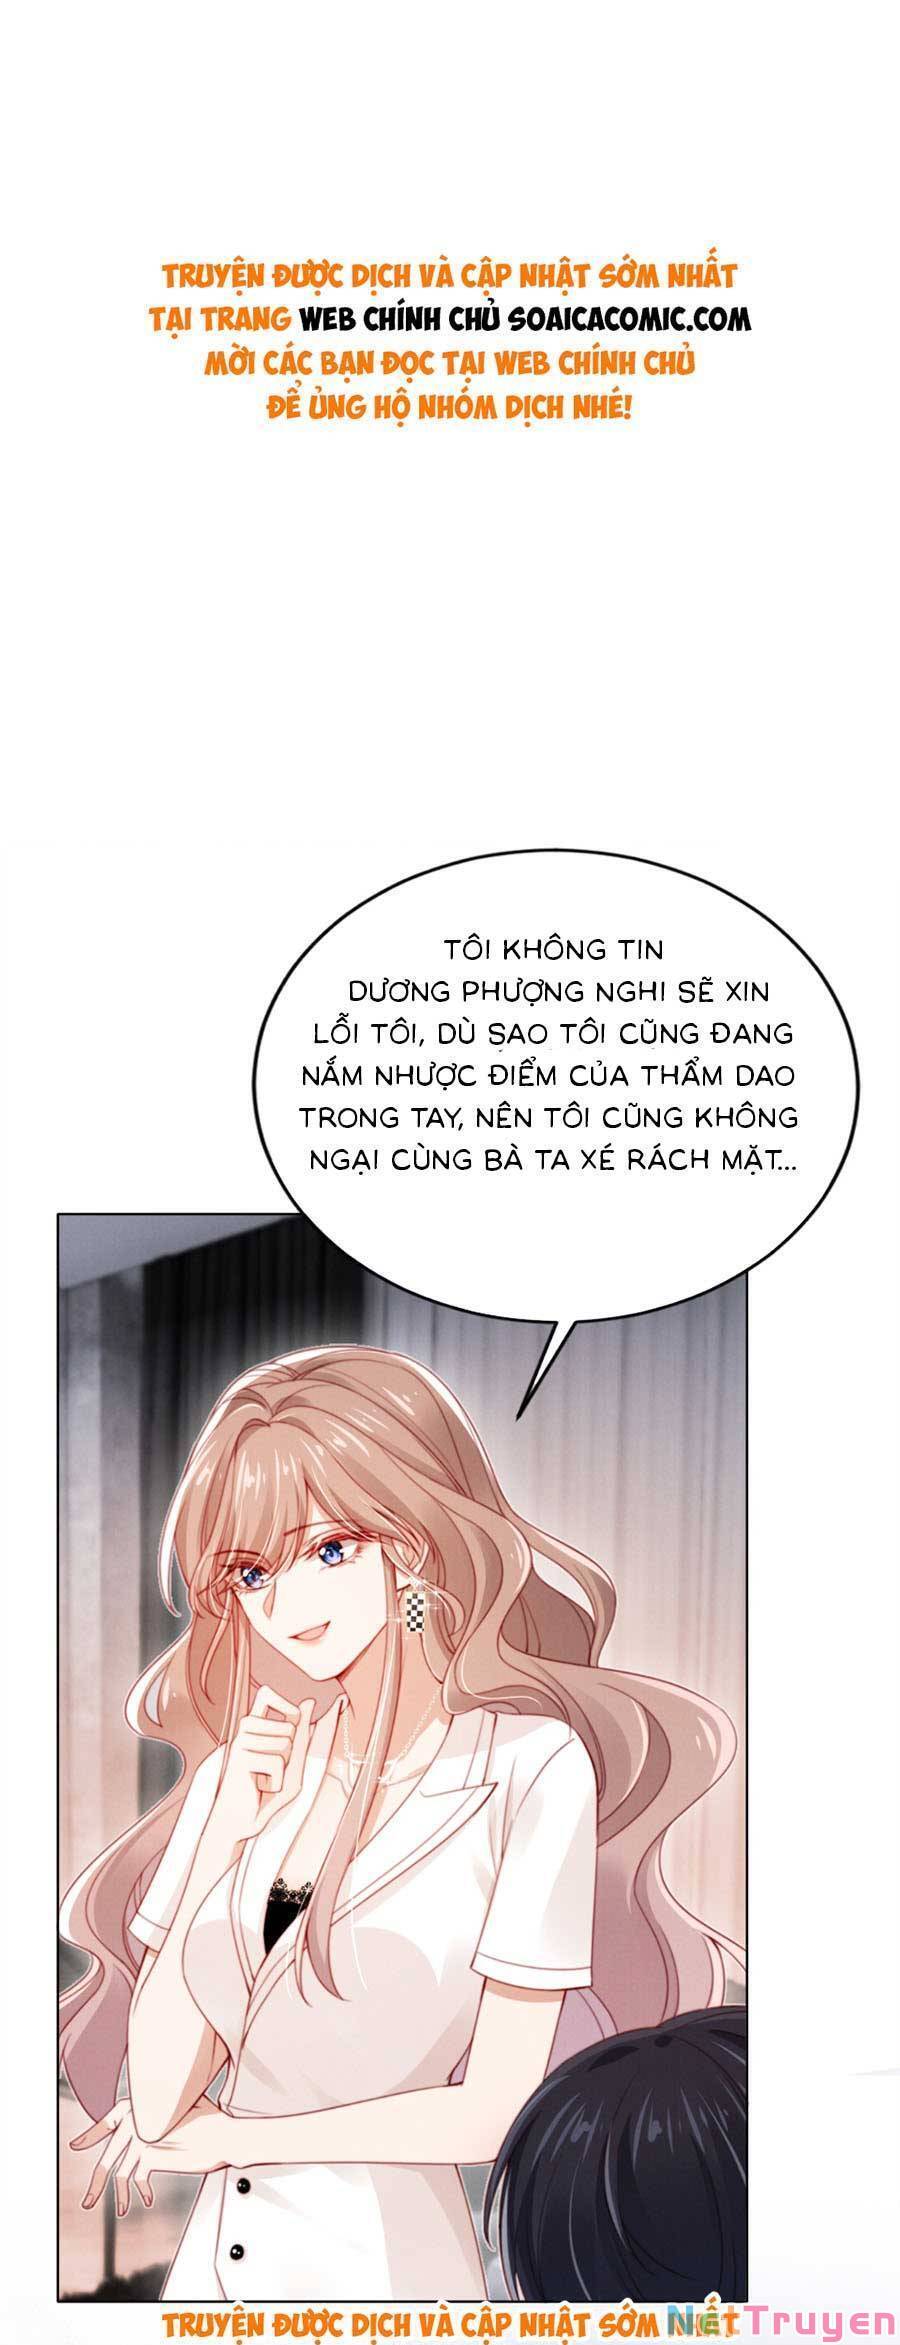 TRUYỆN ĐƯỢC DỊCH VÀ CẬP NHẬT SỚM NHẤT
TẠI TRANG WEB CHÍNH CHỦ SOAICACOMIC.COM
MỜI CÁC BẠN ĐỌC TẠI WEB CHÍNH CHỦ
ĐỂ ỦNG HỘ NHÓM DỊCH NHÉ!
TÔI KHÔNG TIN
DƯƠNG PHƯỢNG NGHI SẼ XIN
LỖI TÔI, DÙ SAO TÔI CŨNG ĐANG
NẮM NHƯỢC ĐIỂM CỦA THẨM DAO
TRONG TAY, NÊN TÔI CŨNG KHÔNG
NGẠI CÙNG BÀ TA XÉ RÁCH MẶT...
TRUYỆN ĐƯỢC DỊCH VÀ CẬP NHẬT SỚM NHẤT
NetTruyen